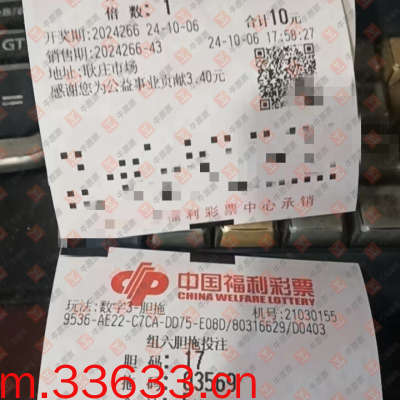 倍数:1
合计10元
开奖期:2024266 24-10-06
销售期:2024266-43 24-10-06 17:58:27
地址:耿庄市场
感谢您为公益事业贡献3.40元
福利彩票中心承销
中国福利彩票
CHINA WELFARE LOTTERY
玩法:数字3-胆拖 机号:21030155
9536-AE22-C7CA-DD75-E08D/80316629/D0403
组六胆拖投注
胆 码: 17
拖 码: 03569
m.33633.cn